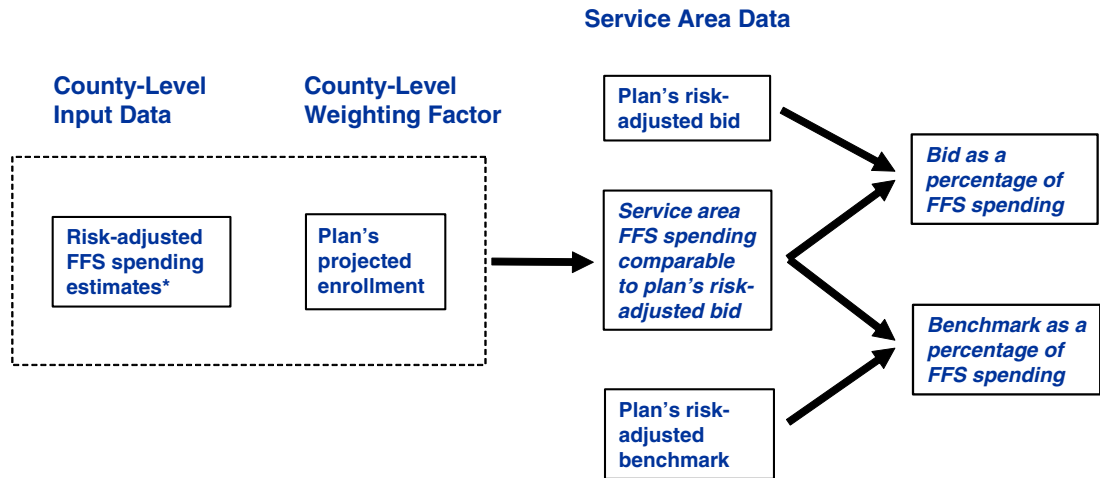 Service Area Data
County-Level
Input Data
County-Level
Weighting Factor
Risk-adjusted
FFS spending
estimates*
Plan's
projected
enrollment
Plan's risk-
adjusted bid
Service area
FFS spending
comparable
to plan's risk-
adjusted bid
Plan's risk-
adjusted
benchmark
Bid as a
percentage of
FFS spending
Benchmark as a
percentage of
FFS spending